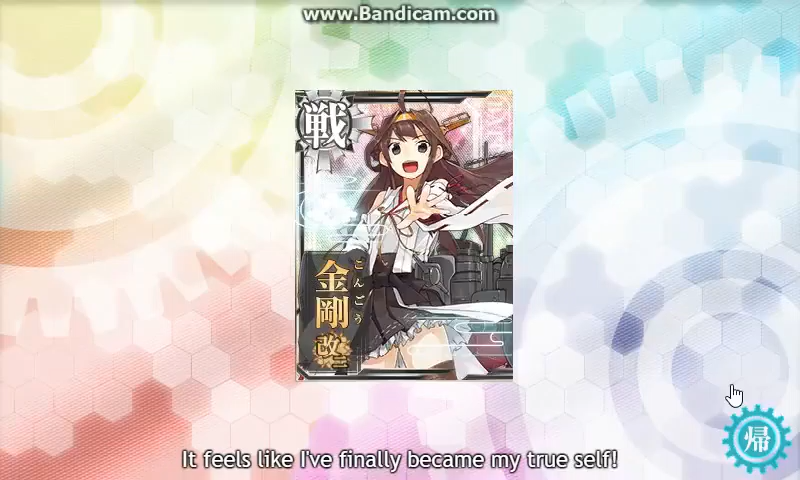 www.Bandicam.com
戦
こんごう
金剛
改二
帰
It feels like I've finally became my true self!